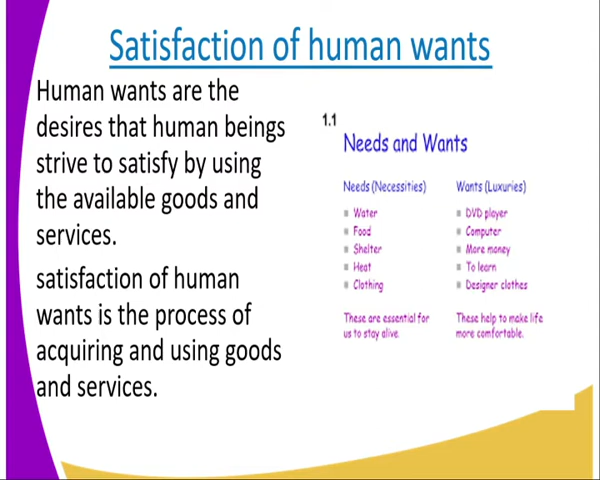 Satisfaction of human wants
Human wants are the
desires that human beings
strive to satisfy by using
the available goods and
services.
satisfaction of human
wants is the process of
acquiring and using goods
and services.
1.1
Needs and Wants
Needs (Necessities)
Water
Food
Shelter
Heat
Clothing
These are essential for
us to stay alive.
Wants (Luxuries)
DVD player
Computer
More money
To learn
Designer clothes
These help to make life
more comfortable.